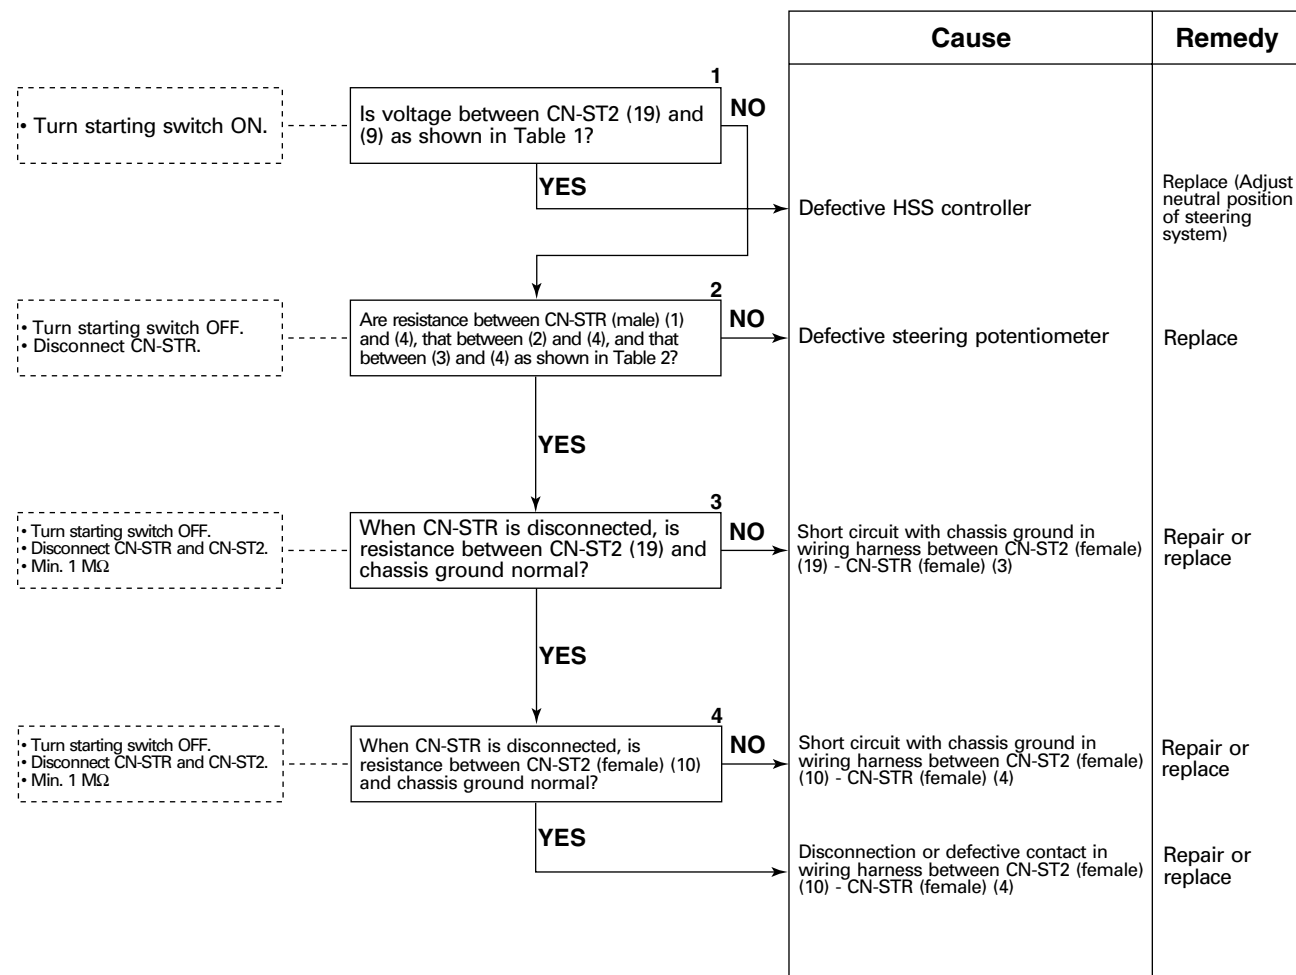 Cause
Remedy
1
• Turn starting switch ON.
Is voltage between CN-ST2 (19) and
(9) as shown in Table 1?
NO
YES
Defective HSS controller
Replace (Adjust
neutral position
of steering
system)
2
• Turn starting switch OFF.
• Disconnect CN-STR.
Are resistance between CN-STR (male) (1)
and (4), that between (2) and (4), and that
between (3) and (4) as shown in Table 2?
NO
Defective steering potentiometer
Replace
YES
3
• Turn starting switch OFF.
• Disconnect CN-STR and CN-ST2.
• Min. 1 MΩ
When CN-STR is disconnected, is
resistance between CN-ST2 (19) and
chassis ground normal?
NO
Short circuit with chassis ground in
wiring harness between CN-ST2 (female)
(19) - CN-STR (female) (3)
Repair or
replace
YES
4
• Turn starting switch OFF.
• Disconnect CN-STR and CN-ST2.
• Min. 1 MΩ
When CN-STR is disconnected, is
resistance between CN-ST2 (female) (10)
and chassis ground normal?
NO
Short circuit with chassis ground in
wiring harness between CN-ST2 (female)
(10) - CN-STR (female) (4)
Repair or
replace
YES
Disconnection or defective contact in
wiring harness between CN-ST2 (female)
(10) - CN-STR (female) (4)
Repair or
replace